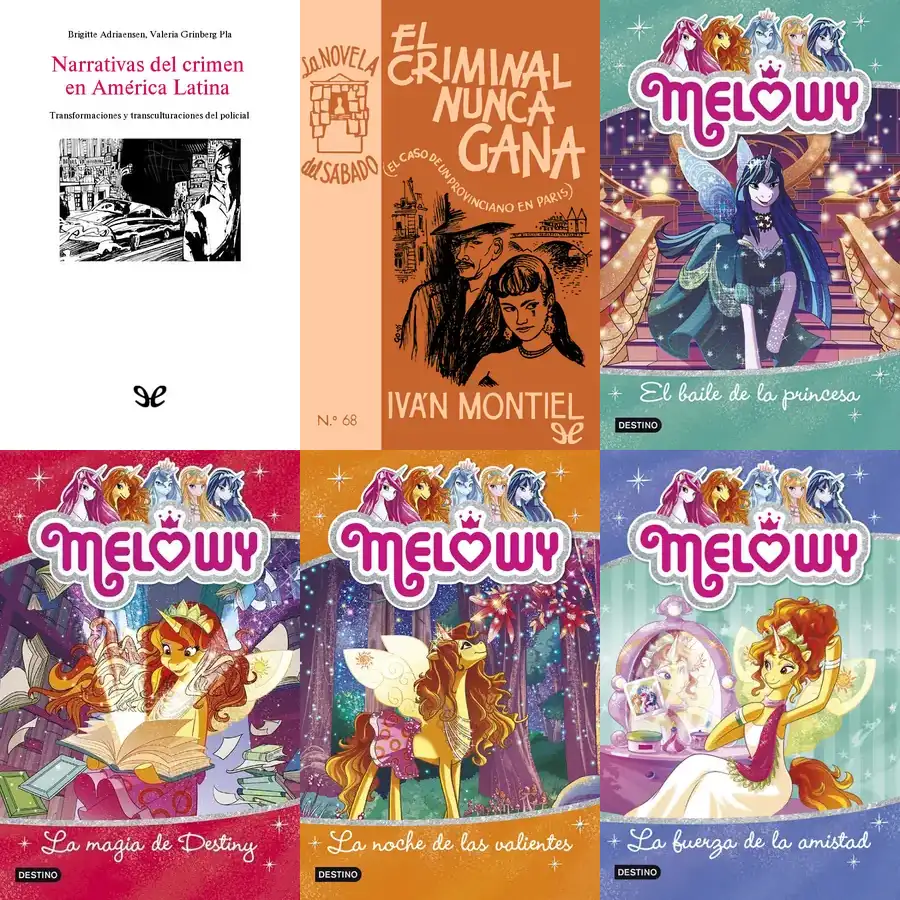 Brigitte Adriaensen, Valeria Grinberg Pla
Narrativas del crimen
en América Latina
Transformaciones y transculturaciones del policial
La NOVELA
del SABADO
N.º 68
EL
CRIMINAL
NUNCA
GANA
(EL CASO DE UN PROVINCIANO EN PARIS)
IVÁN MONTIEL
MELOWY
El baile de la princesa
DESTINO
MELOWY
La magia de Destiny
DESTINO
MELOWY
La noche de las valientes
DESTINO
MELOWY
La fuerza de la amistad
DESTINO